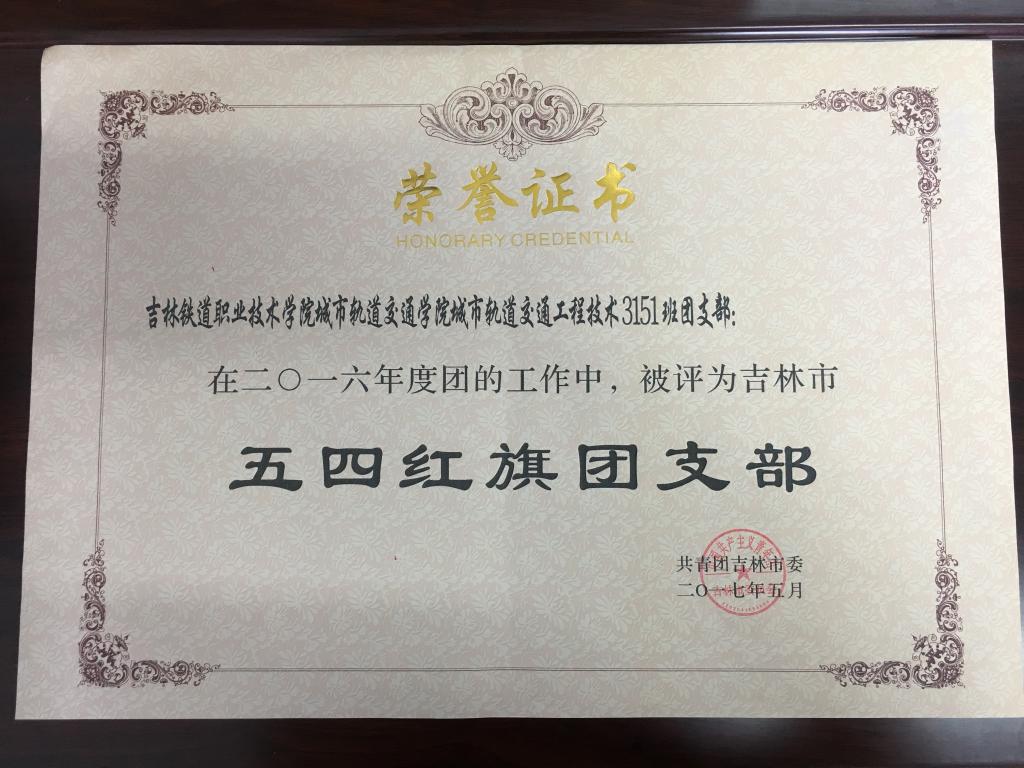 荣誉证书
HONORARY CREDENTIAL
吉林铁道职业技术学院城市轨道交通学院城市轨道交通工程技术3151班团支部：
在二〇一六年度团的工作中，被评为吉林市
五四红旗团支部
共青团吉林市委
二〇一七年五月